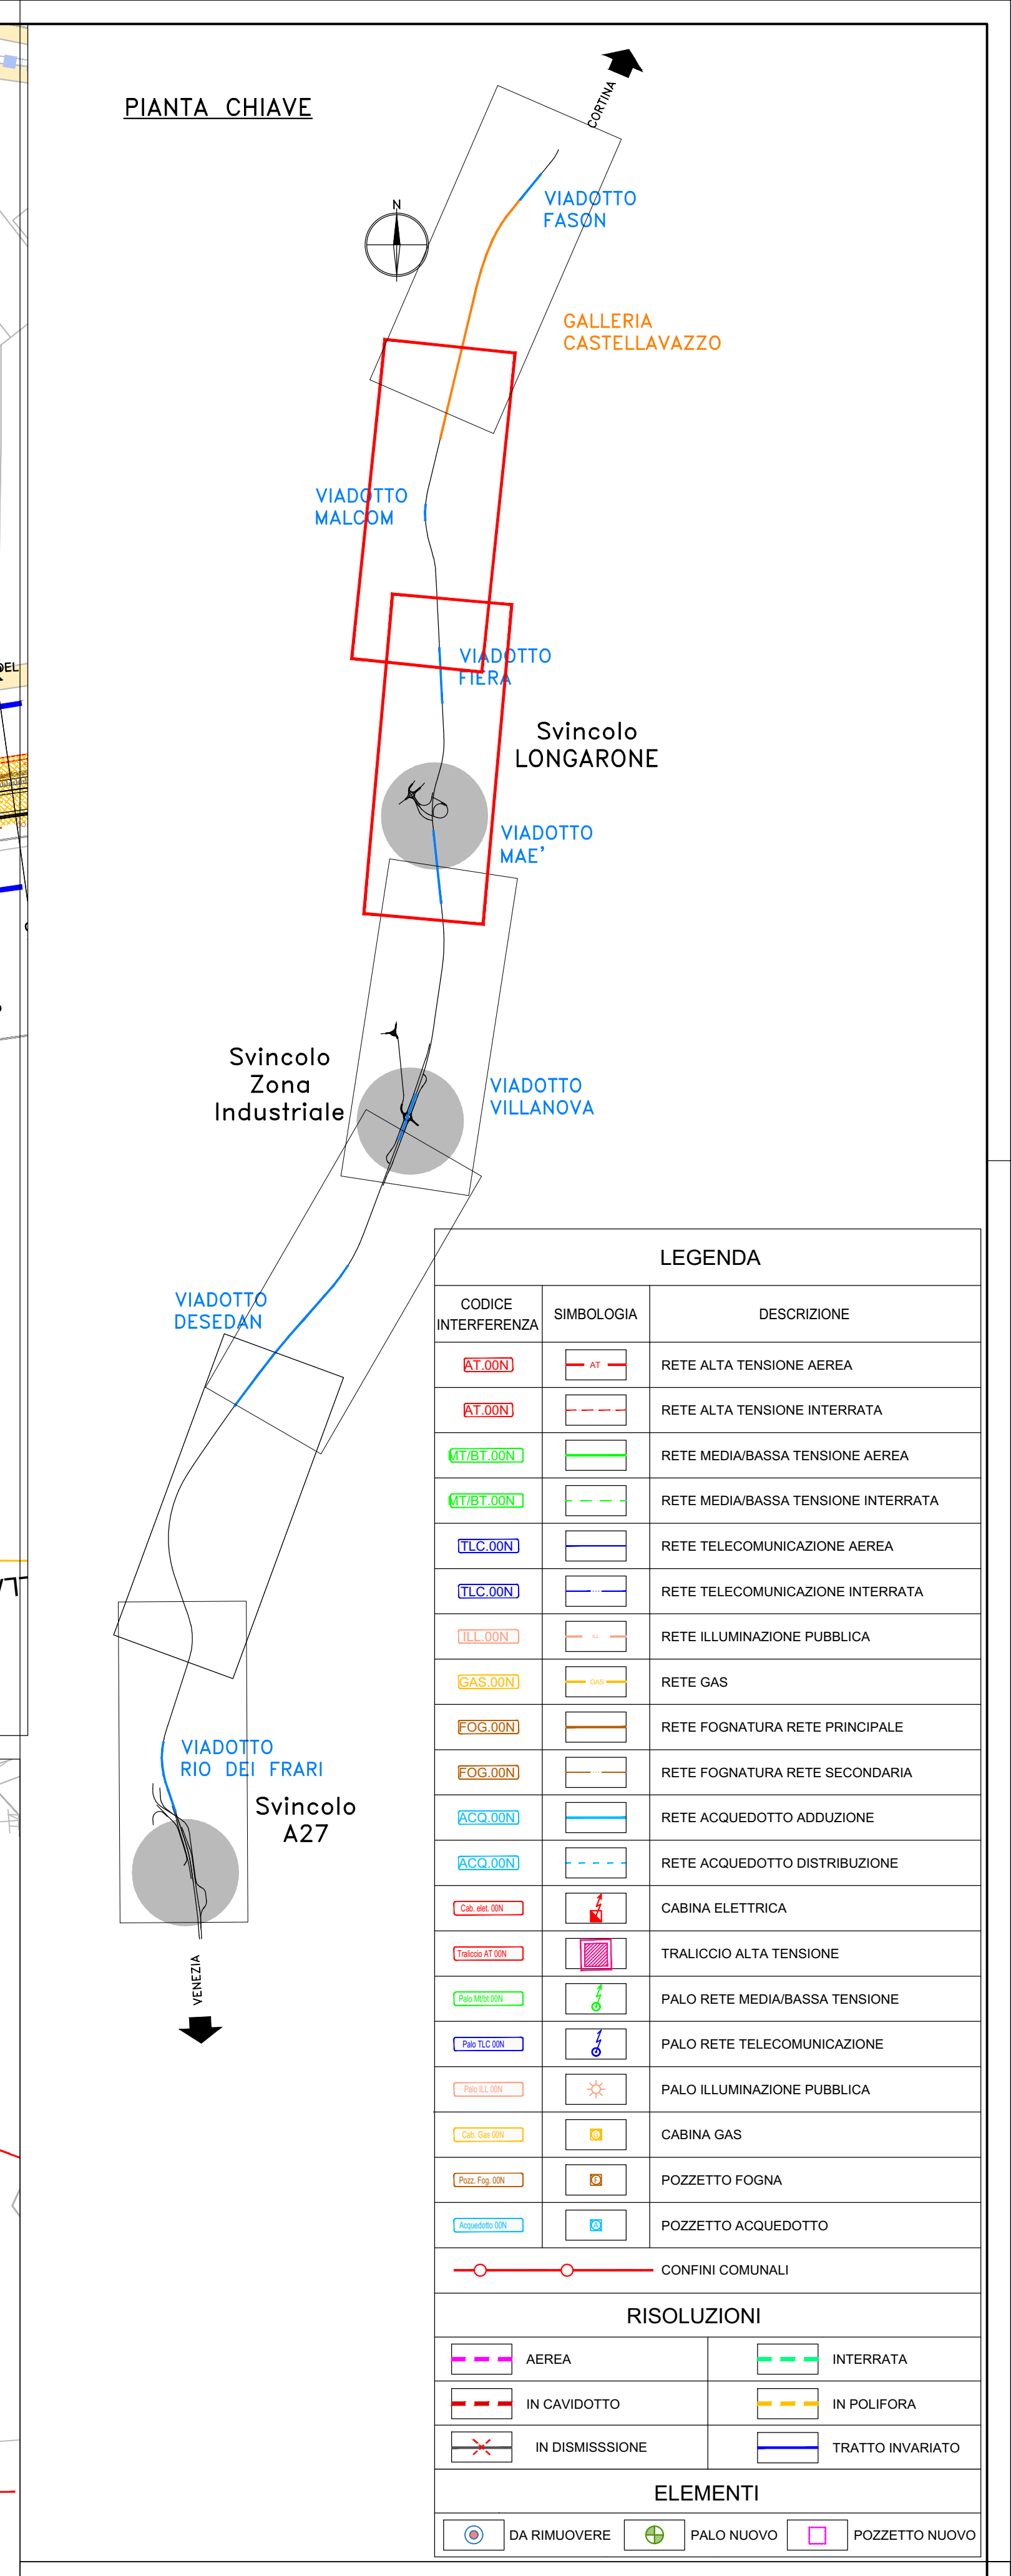 PIANTA CHIAVE
CORTINA
N
VIADOTTO
FASON
GALLERIA
CASTELLAVAZZO
VIADOTTO
MALCOM
VIADOTTO
FIERA
DEL
Svincolo
LONGARONE
VIADOTTO
MAE'
Svincolo
Zona
Industriale
VIADOTTO
VILLANOVA
VIADOTTO
DESEDAN
VIADOTTO
RIO DEI FRARI
Svincolo
A27
VENEZIA
LEGENDA
CODICE
INTERFERENZA
SIMBOLOGIA
DESCRIZIONE
AT.00N AT RETE ALTA TENSIONE AEREA
AT.00N RETE ALTA TENSIONE INTERRATA
MT/BT.00N RETE MEDIA/BASSA TENSIONE AEREA
MT/BT.00N RETE MEDIA/BASSA TENSIONE INTERRATA
TLC.00N RETE TELECOMUNICAZIONE AEREA
TLC.00N RETE TELECOMUNICAZIONE INTERRATA
ILL.00N ILL RETE ILLUMINAZIONE PUBBLICA
GAS.00N GAS RETE GAS
FOG.00N RETE FOGNATURA RETE PRINCIPALE
FOG.00N RETE FOGNATURA RETE SECONDARIA
ACQ.00N RETE ACQUEDOTTO ADDUZIONE
ACQ.00N RETE ACQUEDOTTO DISTRIBUZIONE
Cab. elet. 00N CABINA ELETTRICA
Traliccio AT 00N TRALICCIO ALTA TENSIONE
Palo Mt/bt 00N PALO RETE MEDIA/BASSA TENSIONE
Palo TLC 00N PALO RETE TELECOMUNICAZIONE
Palo ILL 00N PALO ILLUMINAZIONE PUBBLICA
Cab. Gas 00N G CABINA GAS
Pozz. Fog. 00N F POZZETTO FOGNA
Acquedotto 00N A POZZETTO ACQUEDOTTO
CONFINI COMUNALI
RISOLUZIONI
AEREA INTERRATA
IN CAVIDOTTO IN POLIFORA
IN DISMISSSIONE TRATTO INVARIATO
ELEMENTI
DA RIMUOVERE PALO NUOVO POZZETTO NUOVO